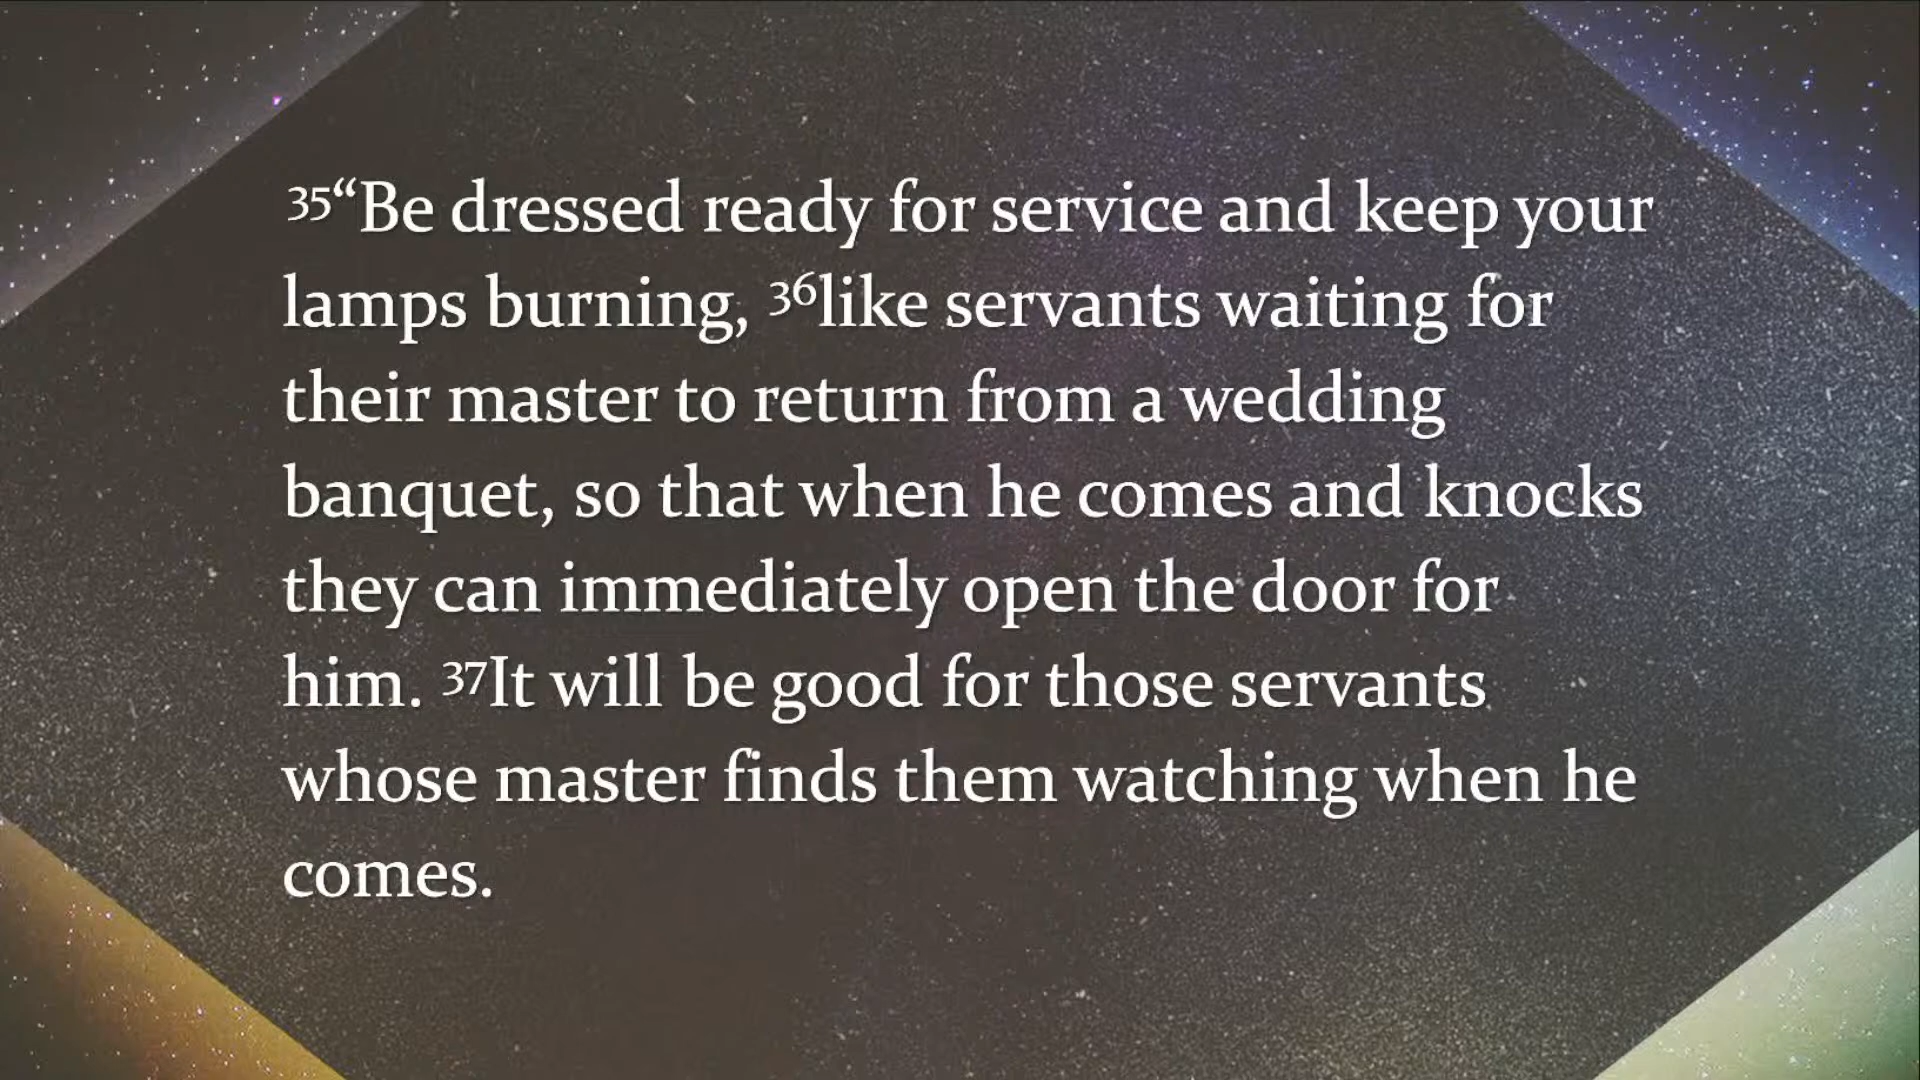 ³⁵“Be dressed ready for service and keep your
lamps burning, ³⁶like servants waiting for
their master to return from a wedding
banquet, so that when he comes and knocks
they can immediately open the door for
him. ³⁷It will be good for those servants
whose master finds them watching when he
comes.